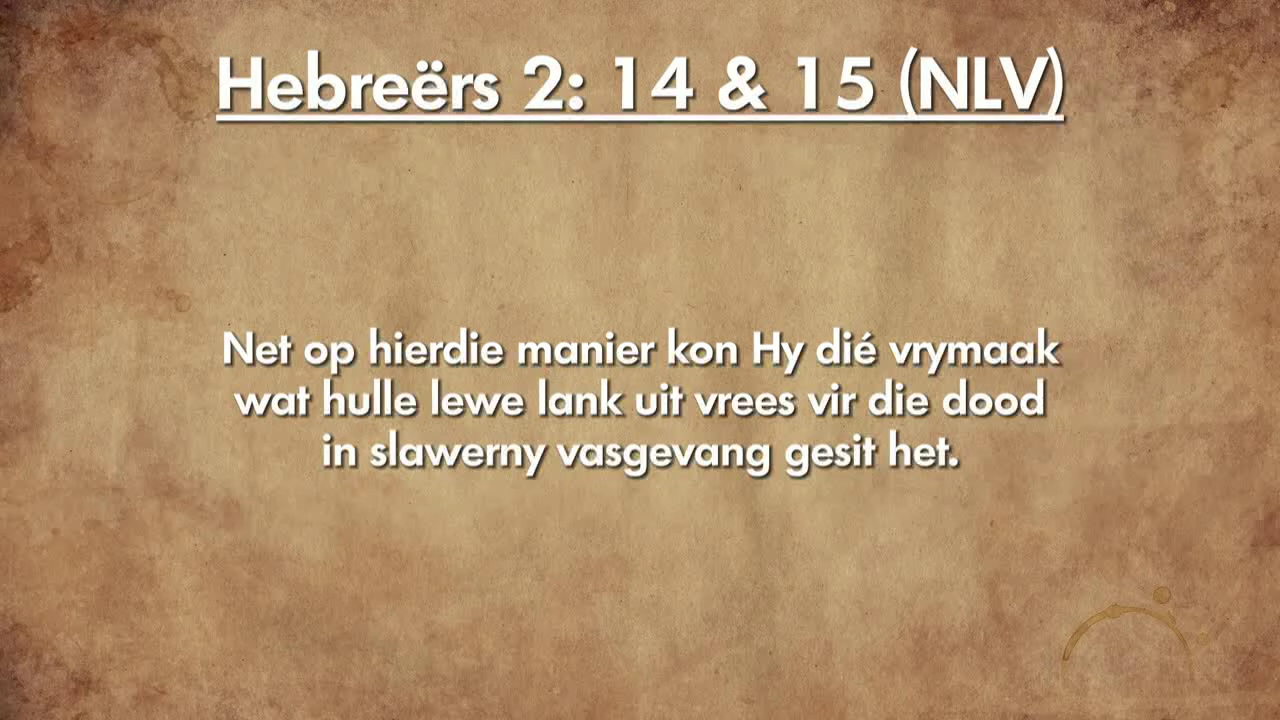 Hebreërs 2: 14 & 15 (NLV)
Net op hierdie manier kon Hy dié vrymaak
wat hulle lewe lank uit vrees vir die dood
in slawerny vasgevang gesit het.